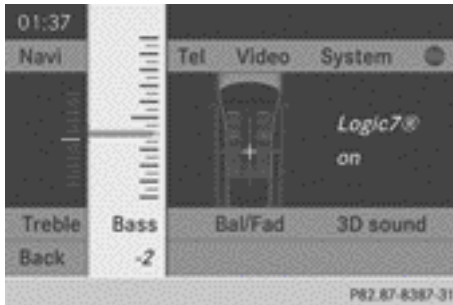 01:37
Navi Tel Video System
Logic7®
on
Treble Bass Bal/Fad 3D sound
Back -2
P82.87-8387-31